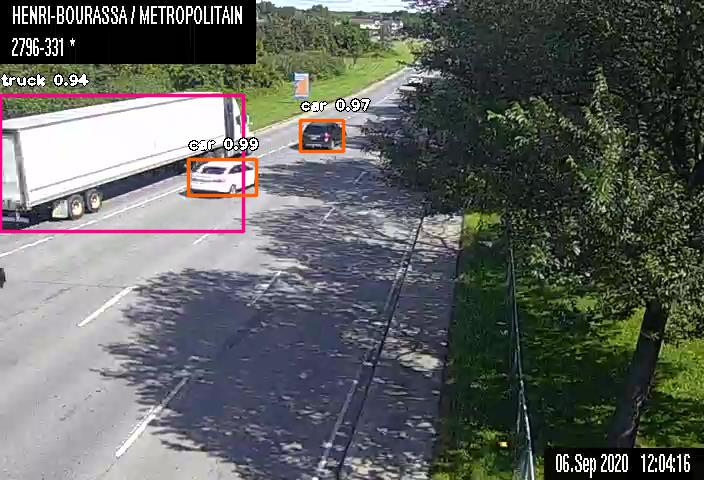 HENRI-BOURASSA / METROPOLITAIN
2796-331 *
truck 0.94
car 0.97
car 0.99
06.Sep 2020 12:04:16